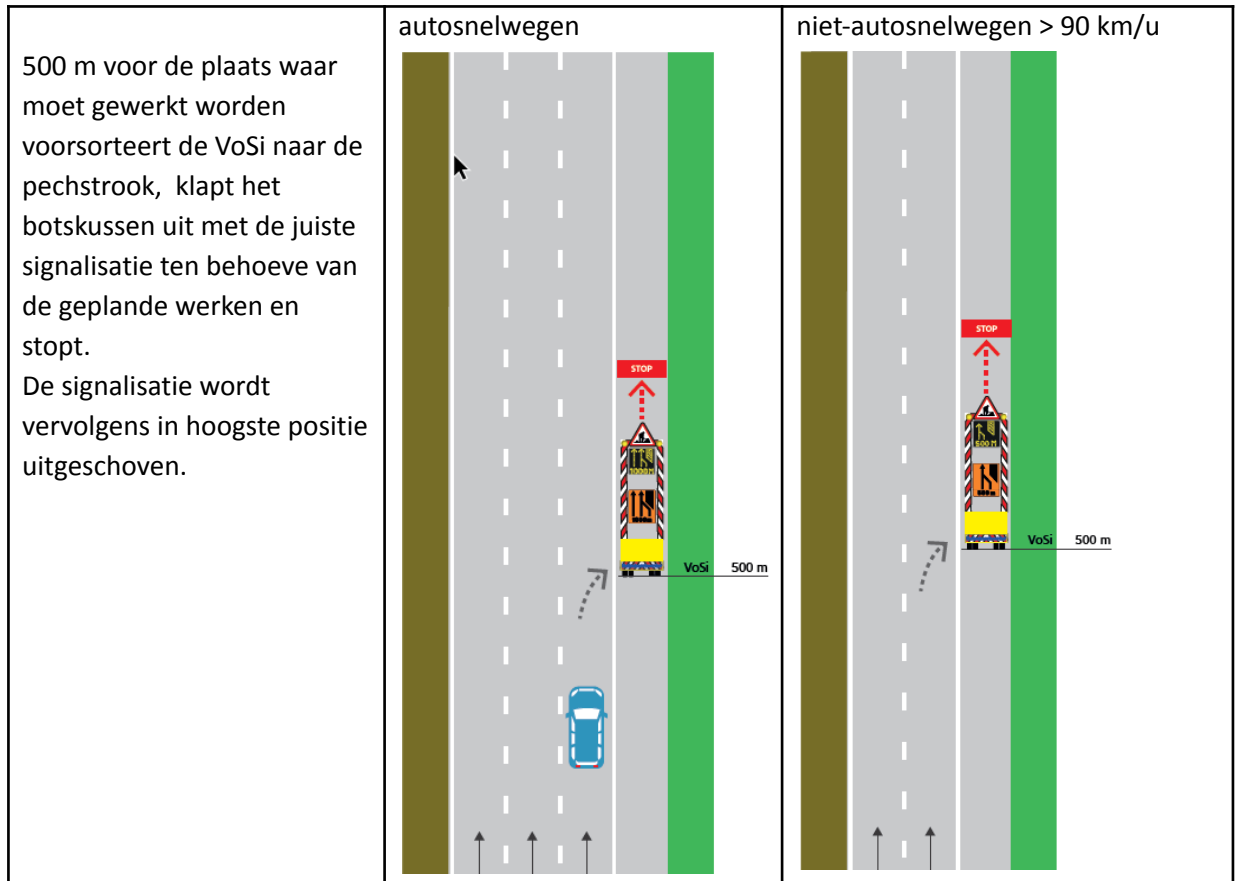 500 m voor de plaats waar
moet gewerkt worden
voorsorteert de VoSi naar de
pechstrook, klapt het
botskussen uit met de juiste
signalisatie ten behoeve van
de geplande werken en
stopt.
De signalisatie wordt
vervolgens in hoogste positie
uitgeschoven.
autosnelwegen
STOP
1000 M
VoSi 500 m
niet-autosnelwegen > 90 km/u
STOP
500 M
VoSi 500 m